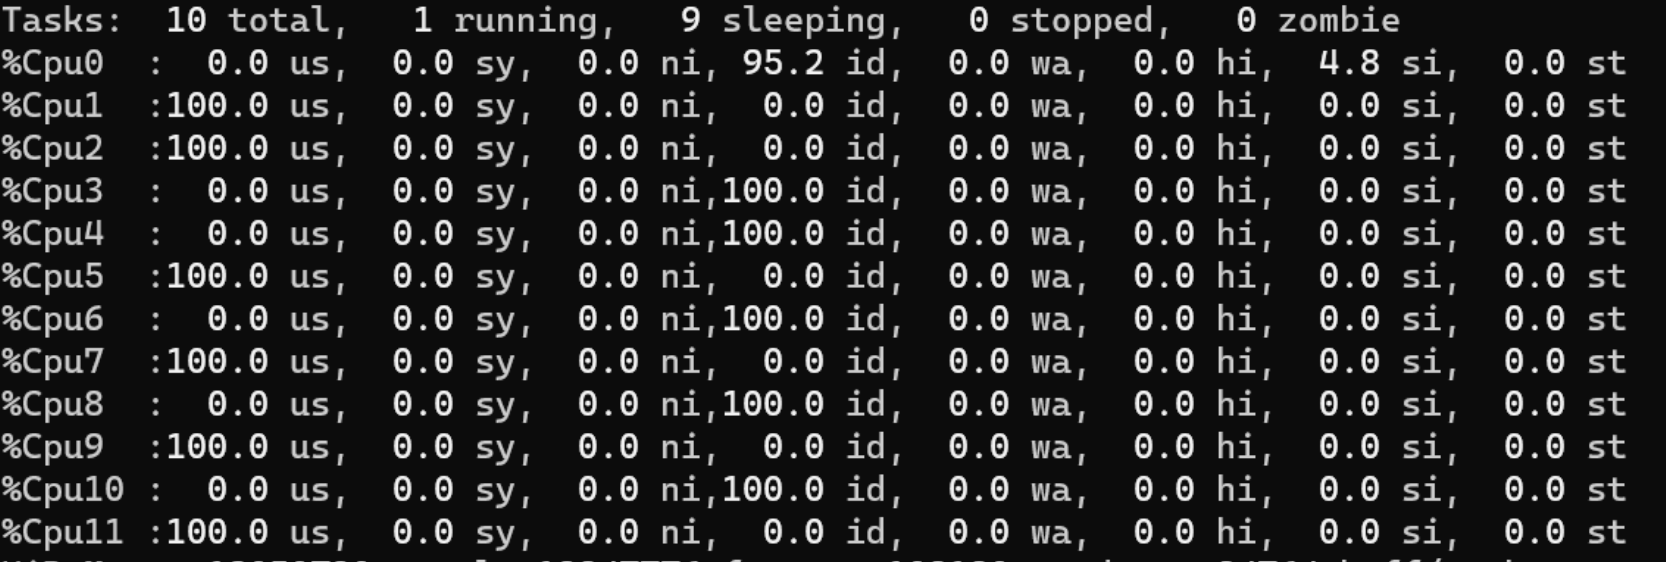 Tasks:  10 total,   1 running,   9 sleeping,   0 stopped,   0 zombie
%Cpu0  :  0.0 us,  0.0 sy,  0.0 ni, 95.2 id,  0.0 wa,  0.0 hi,  4.8 si,  0.0 st
%Cpu1  :100.0 us,  0.0 sy,  0.0 ni,  0.0 id,  0.0 wa,  0.0 hi,  0.0 si,  0.0 st
%Cpu2  :100.0 us,  0.0 sy,  0.0 ni,  0.0 id,  0.0 wa,  0.0 hi,  0.0 si,  0.0 st
%Cpu3  :  0.0 us,  0.0 sy,  0.0 ni,100.0 id,  0.0 wa,  0.0 hi,  0.0 si,  0.0 st
%Cpu4  :  0.0 us,  0.0 sy,  0.0 ni,100.0 id,  0.0 wa,  0.0 hi,  0.0 si,  0.0 st
%Cpu5  :100.0 us,  0.0 sy,  0.0 ni,  0.0 id,  0.0 wa,  0.0 hi,  0.0 si,  0.0 st
%Cpu6  :  0.0 us,  0.0 sy,  0.0 ni,100.0 id,  0.0 wa,  0.0 hi,  0.0 si,  0.0 st
%Cpu7  :100.0 us,  0.0 sy,  0.0 ni,  0.0 id,  0.0 wa,  0.0 hi,  0.0 si,  0.0 st
%Cpu8  :  0.0 us,  0.0 sy,  0.0 ni,100.0 id,  0.0 wa,  0.0 hi,  0.0 si,  0.0 st
%Cpu9  :100.0 us,  0.0 sy,  0.0 ni,  0.0 id,  0.0 wa,  0.0 hi,  0.0 si,  0.0 st
%Cpu10 :  0.0 us,  0.0 sy,  0.0 ni,100.0 id,  0.0 wa,  0.0 hi,  0.0 si,  0.0 st
%Cpu11 :100.0 us,  0.0 sy,  0.0 ni,  0.0 id,  0.0 wa,  0.0 hi,  0.0 si,  0.0 st